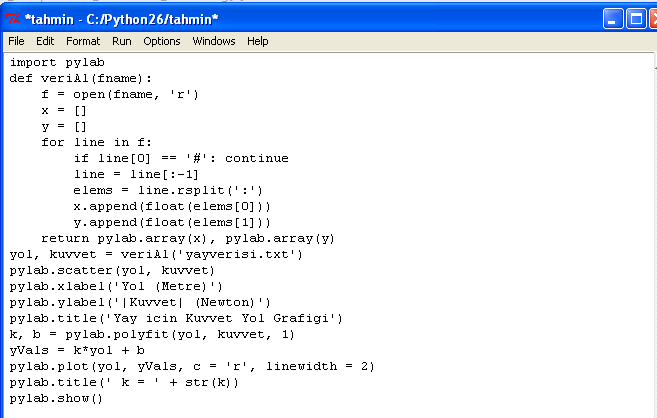 *tahmin - C:/Python26/tahmin*
File Edit Format Run Options Windows Help
import pylab
def veriAl(fname):
    f = open(fname, 'r')
    x = []
    y = []
    for line in f:
        if line[0] == '#': continue
        line = line[:-1]
        elems = line.rsplit(':')
        x.append(float(elems[0]))
        y.append(float(elems[1]))
    return pylab.array(x), pylab.array(y)
yol, kuvvet = veriAl('yayverisi.txt')
pylab.scatter(yol, kuvvet)
pylab.xlabel('Yol (Metre)')
pylab.ylabel('|Kuvvet| (Newton)')
pylab.title('Yay icin Kuvvet Yol Grafigi')
k, b = pylab.polyfit(yol, kuvvet, 1)
yVals = k*yol + b
pylab.plot(yol, yVals, c = 'r', linewidth = 2)
pylab.title(' k = ' + str(k))
pylab.show()